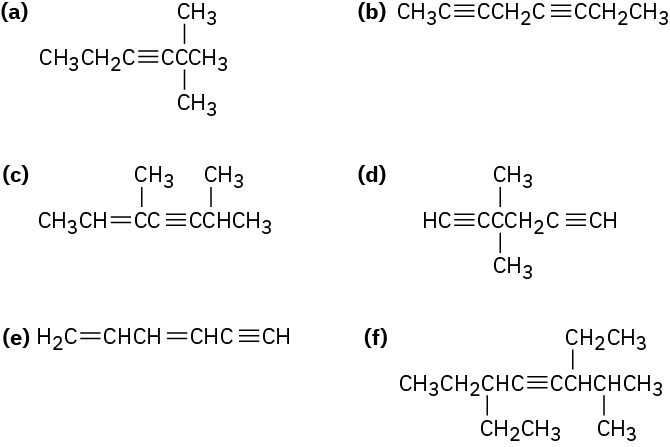 (a) CH₃
CH₃CH₂C≡CCCH₃
CH₃
(b) CH₃C≡CCH₂C≡CCH₂CH₃
(c) CH₃ CH₃
CH₃CH=CC≡CCHCH₃
(d) CH₃
HC≡CCCH₂C≡CH
CH₃
(e) H₂C=CHCH=CHC≡CH
(f) CH₂CH₃
CH₃CH₂CHC≡CCHCHCH₃
CH₂CH₃ CH₃